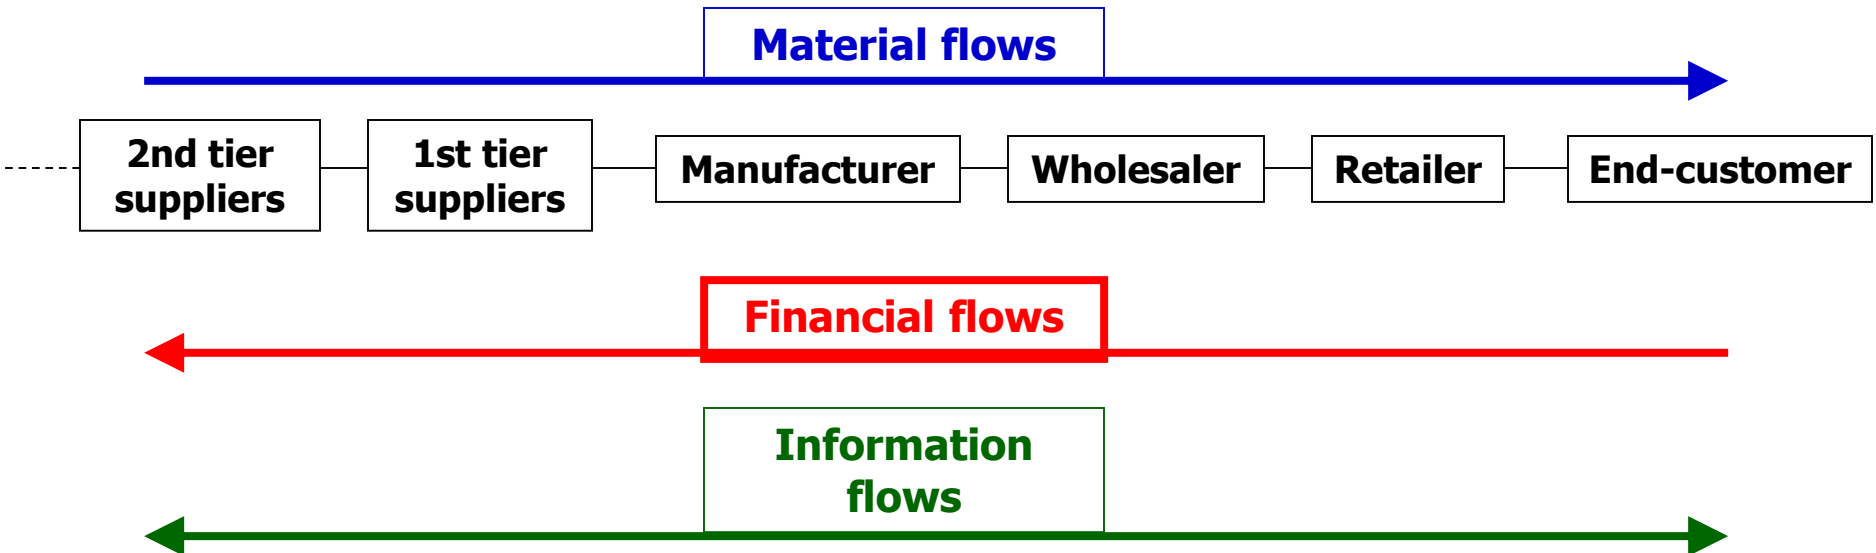 Material flows
2nd tier
suppliers
1st tier
suppliers
Manufacturer
Wholesaler
Retailer
End-customer
Financial flows
Information
flows